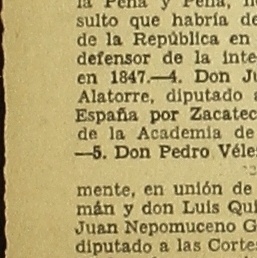 la Peña y Peña,
sulto que habría de
de la República en
defensor de la inte
en 1847.—4. Don Ju
Alatorre, diputado a
España por Zacatec
de la Academia de
—5. Don Pedro Véle
mente, en unión de
mán y don Luis Qui
Juan Nepomuceno G
diputado a las Corte